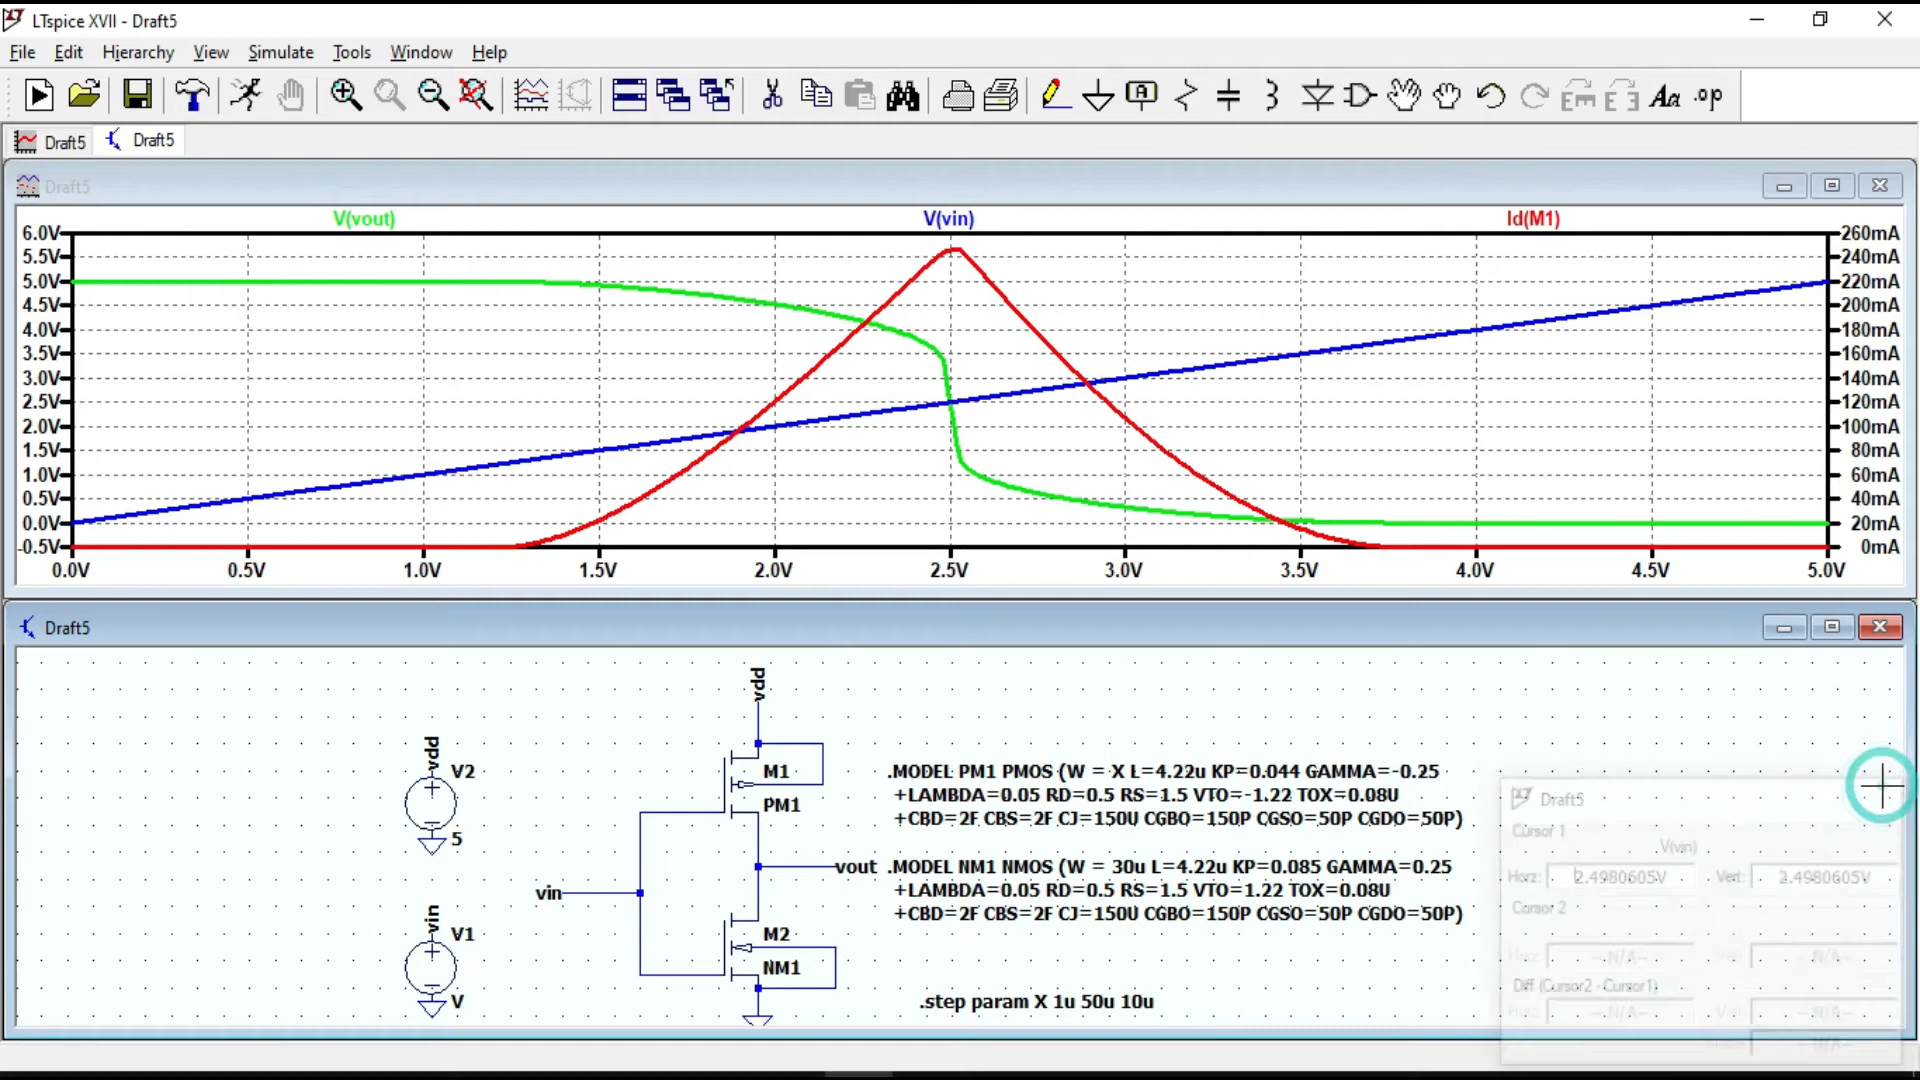 LTspice XVII - Draft5
File Edit Hierarchy View Simulate Tools Window Help
A Aa .op
Draft5 Draft5
Draft5
V(vout) V(vin) Id(M1)
6.0V 260mA
5.5V 240mA
5.0V 220mA
4.5V 200mA
4.0V 180mA
3.5V 160mA
3.0V 140mA
2.5V 120mA
2.0V 100mA
1.5V 80mA
1.0V 60mA
0.5V 40mA
0.0V 20mA
-0.5V 0mA
0.0V 0.5V 1.0V 1.5V 2.0V 2.5V 3.0V 3.5V 4.0V 4.5V 5.0V
Draft5
vdd
vdd
V2
5
vin
V1
V
M1
PM1
vin
vout
M2
NM1
.MODEL PM1 PMOS (W = X L=4.22u KP=0.044 GAMMA=-0.25
+LAMBDA=0.05 RD=0.5 RS=1.5 VTO=-1.22 TOX=0.08U
+CBD=2F CBS=2F CJ=150U CGBO=150P CGSO=50P CGDO=50P)
.MODEL NM1 NMOS (W = 30u L=4.22u KP=0.085 GAMMA=0.25
+LAMBDA=0.05 RD=0.5 RS=1.5 VTO=1.22 TOX=0.08U
+CBD=2F CBS=2F CJ=150U CGBO=150P CGSO=50P CGDO=50P)
.step param X 1u 50u 10u
Draft5
Cursor 1
V(vin)
Horz: 2.4980605V Vert: 2.4980605V
Cursor 2
-- N/A-- -- N/A--
Diff (Cursor2 - Cursor1)
-- N/A-- -- N/A--
-- N/A--